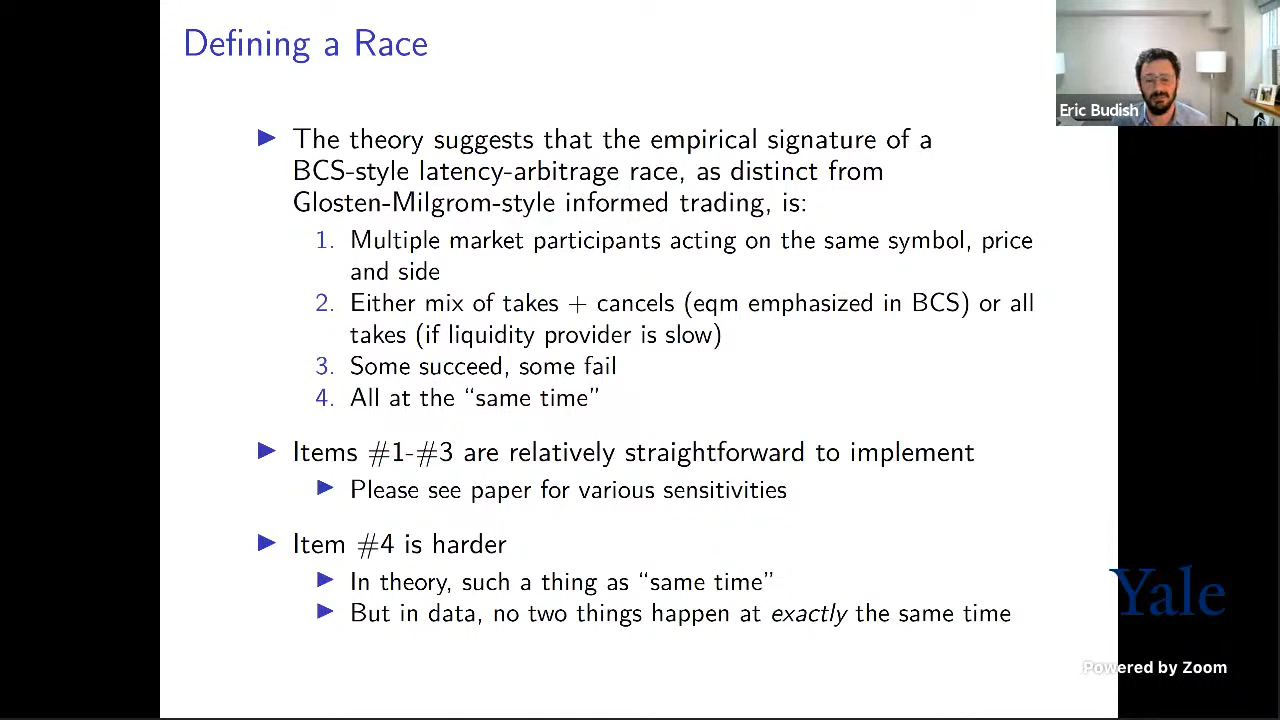 Defining a Race
Eric Budish
The theory suggests that the empirical signature of a
BCS-style latency-arbitrage race, as distinct from
Glosten-Milgrom-style informed trading, is:
1. Multiple market participants acting on the same symbol, price
and side
2. Either mix of takes + cancels (eqm emphasized in BCS) or all
takes (if liquidity provider is slow)
3. Some succeed, some fail
4. All at the “same time”
Items #1-#3 are relatively straightforward to implement
Please see paper for various sensitivities
Item #4 is harder
In theory, such a thing as “same time”
But in data, no two things happen at exactly the same time
Yale
Powered by Zoom